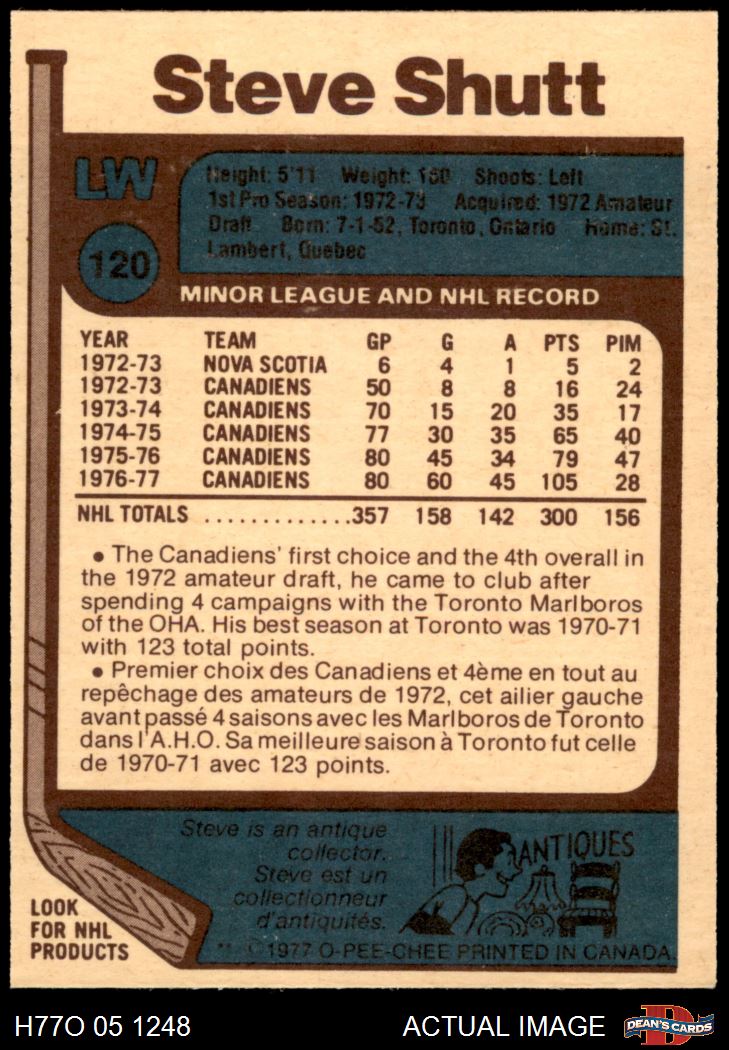 Steve Shutt
LW
120
Height: 5'11 Weight: 180 Shoots: Left
1st Pro Season: 1972-73 Acquired: 1972 Amateur
Draft Born: 7-1-52, Toronto, Ontario Home: St.
Lambert, Quebec
MINOR LEAGUE AND NHL RECORD
YEAR TEAM GP G A PTS PIM
1972-73 NOVA SCOTIA 6 4 1 5 2
1972-73 CANADIENS 50 8 8 16 24
1973-74 CANADIENS 70 15 20 35 17
1974-75 CANADIENS 77 30 35 65 40
1975-76 CANADIENS 80 45 34 79 47
1976-77 CANADIENS 80 60 45 105 28
NHL TOTALS .............357 158 142 300 156
• The Canadiens' first choice and the 4th overall in
the 1972 amateur draft, he came to club after
spending 4 campaigns with the Toronto Marlboros
of the OHA. His best season at Toronto was 1970-71
with 123 total points.
• Premier choix des Canadiens et 4ème en tout au
repêchage des amateurs de 1972, cet ailier gauche
avant passé 4 saisons avec les Marlboros de Toronto
dans l'A.H.O. Sa meilleure saison à Toronto fut celle
de 1970-71 avec 123 points.
Steve is an antique
collector.
Steve est un
collectionneur
d'antiquités.
ANTIQUES
LOOK
FOR NHL
PRODUCTS
** © 1977 O-PEE-CHEE PRINTED IN CANADA
H77O 05 1248 ACTUAL IMAGE
D
DEAN'S CARDS